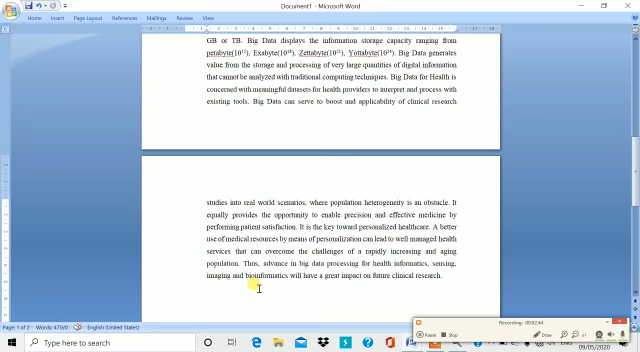 Document1 - Microsoft Word
Home Insert Page Layout References Mailings Review View
GB or TB. Big Data displays the information storage capacity ranging from
petabyte(10¹⁵), Exabyte(10¹⁸), Zettabyte(10²¹), Yottabyte(10²⁴). Big Data generates
value from the storage and processing of very large quantities of digital information
that cannot be analyzed with traditional computing techniques. Big Data for Health is
concerned with meaningful datasets for health providers to interpret and process with
existing tools. Big Data can serve to boost and applicability of clinical research
studies into real world scenarios, where population heterogeneity is an obstacle. It
equally provides the opportunity to enable precision and effective medicine by
performing patient satisfaction. It is the key toward personalized healthcare. A better
use of medical resources by means of personalization can lead to well managed health
services that can overcome the challenges of a rapidly increasing and aging
population. Thus, advance in big data processing for health informatics, sensing,
imaging and bioinformatics will have a great impact on future clinical research.
Recording: 00:02:44
Pause Stop Draw
Page: 1 of 2 Words: 470/0 English (United States)
Type here to search
ENG
09/05/2020